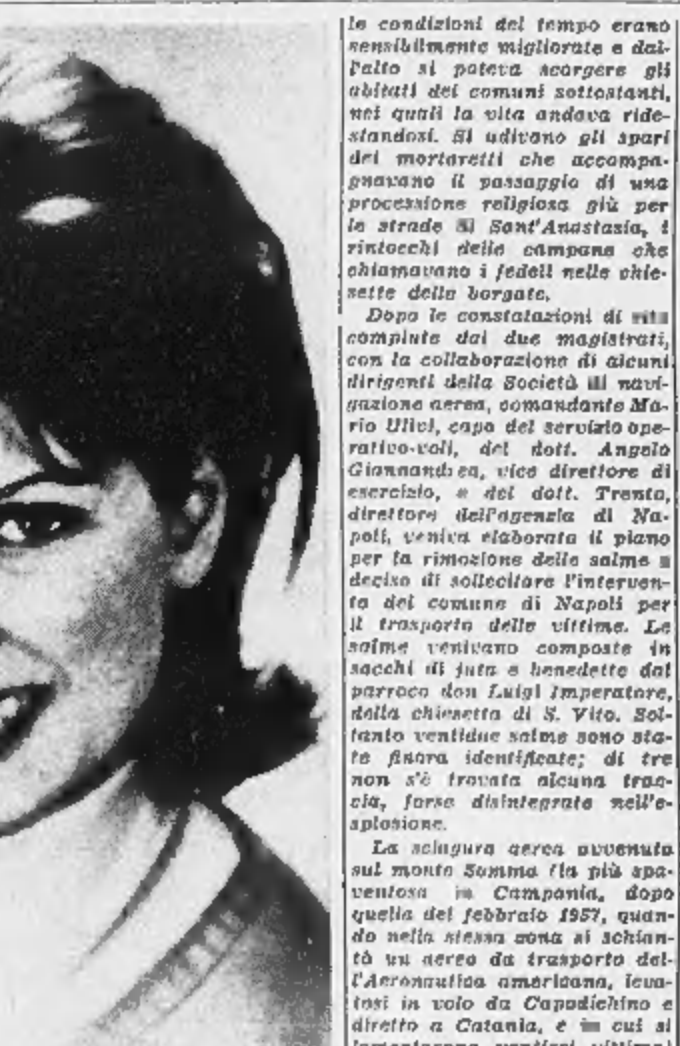 le condizioni del tempo erano
sensibilmente migliorate e dal-
l'alto si poteva scorgere gli
abitati dei comuni sottostanti,
nei quali la vita andava ride-
standosi. Si udivano gli spari
dei mortaretti che accompa-
gnavano il passaggio di una
processione religiosa giù per
le strade di Sant'Anastasia, i
rintocchi delle campane che
chiamavano i fedeli nelle chie-
sette delle borgate.
Dopo le constatazioni di rito
compiute dai due magistrati,
con la collaborazione di alcuni
dirigenti della Società di navi-
gazione aerea, comandante Ma-
rio Ulivi, capo del servizio ope-
rativo-voli, del dott. Angelo
Giannandrea, vice direttore di
esercizio, e del dott. Trento,
direttore dell'agenzia di Na-
poli, veniva elaborato il piano
per la rimozione delle salme e
deciso di sollecitare l'interven-
to del comune di Napoli per
il trasporto delle vittime. Le
salme venivano composte in
sacchi di juta e benedette dal
parroco don Luigi Imperatore,
della chiesetta di S. Vito. Sol-
tanto ventidue salme sono sta-
te finora identificate; di tre
non s'è trovata alcuna trac-
cia, forse disintegrate nell'e-
splosione.
La sciagura aerea avvenuta
sul monte Somma (la più spa-
ventosa in Campania, dopo
quella del febbraio 1957, quan-
do nella stessa zona si schian-
tò un aereo da trasporto del-
l'Aeronautica americana, leva-
tosi in volo da Capodichino e
diretto a Catania, e in cui si